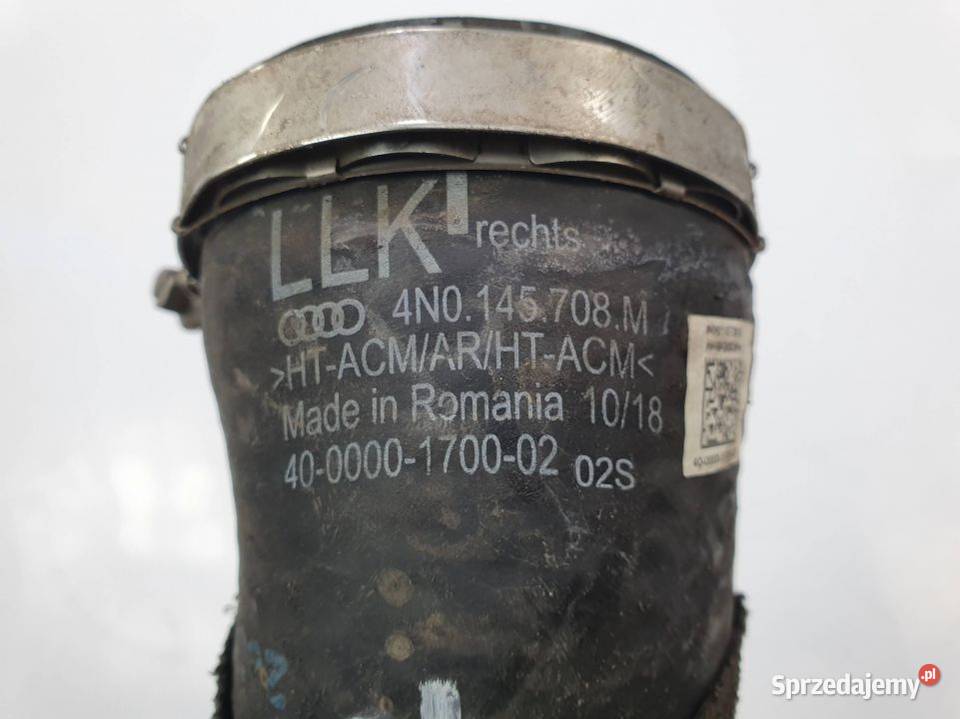 LLK rechts
4N0.145.708.M
>HT-ACM/AR/HT-ACM<
Made in Romania 10/18
40-0000-1700-02 02S
Sprzedajemy.pl